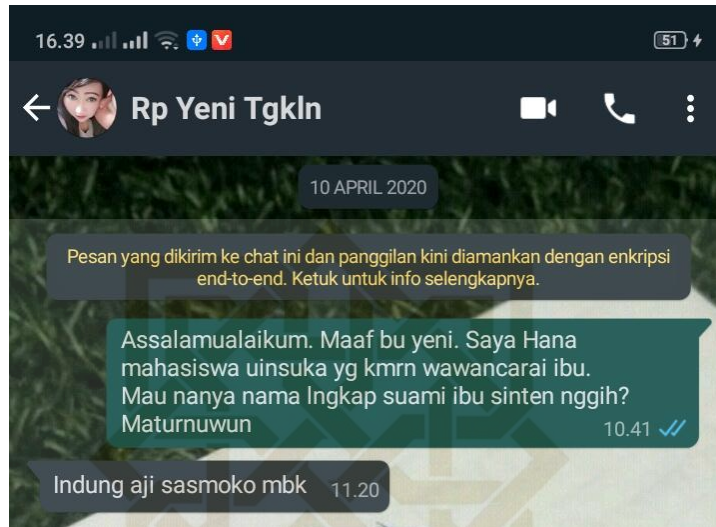 16.39
51
Rp Yeni Tgkln
10 APRIL 2020
Pesan yang dikirim ke chat ini dan panggilan kini diamankan dengan enkripsi
end-to-end. Ketuk untuk info selengkapnya.
Assalamualaikum. Maaf bu yeni. Saya Hana
mahasiswa uinsuka yg kmrn wawancarai ibu.
Mau nanya nama lngkap suami ibu sinten nggih?
Maturnuwun
10.41
Indung aji sasmoko mbk 11.20